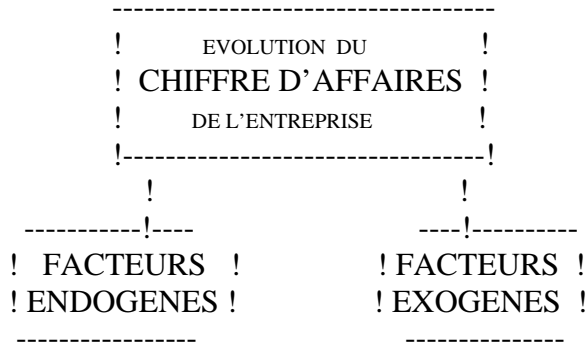 -----------------------------------
! EVOLUTION DU !
! CHIFFRE D’AFFAIRES !
! DE L’ENTREPRISE !
!----------------------------------!
! !
-----------!---- ----!----------
! FACTEURS ! ! FACTEURS !
! ENDOGENES ! ! EXOGENES !
----------------- ---------------